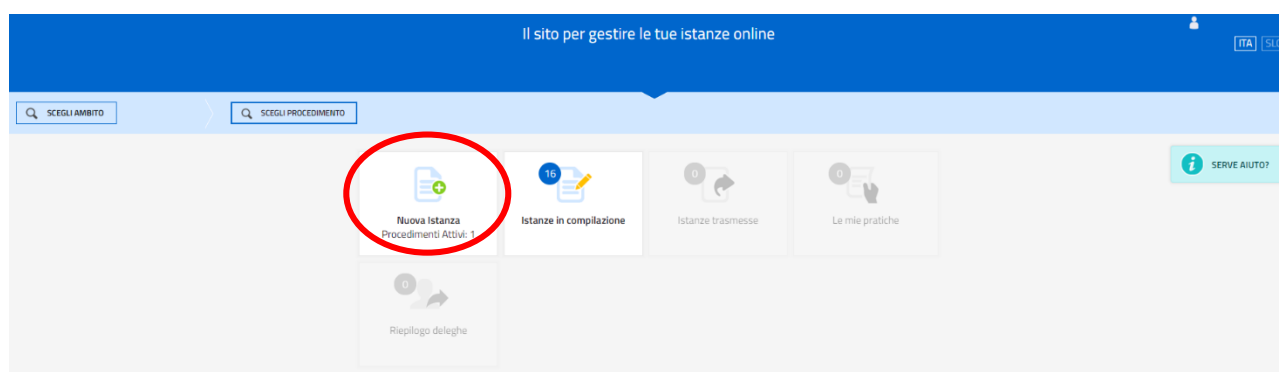 Il sito per gestire le tue istanze online
ITA
SCEGLI AMBITO
SCEGLI PROCEDIMENTO
Nuova Istanza
Procedimenti Attivi: 1
16
Istanze in compilazione
0
Istanze trasmesse
0
Le mie pratiche
i SERVE AIUTO?
0
Riepilogo deleghe